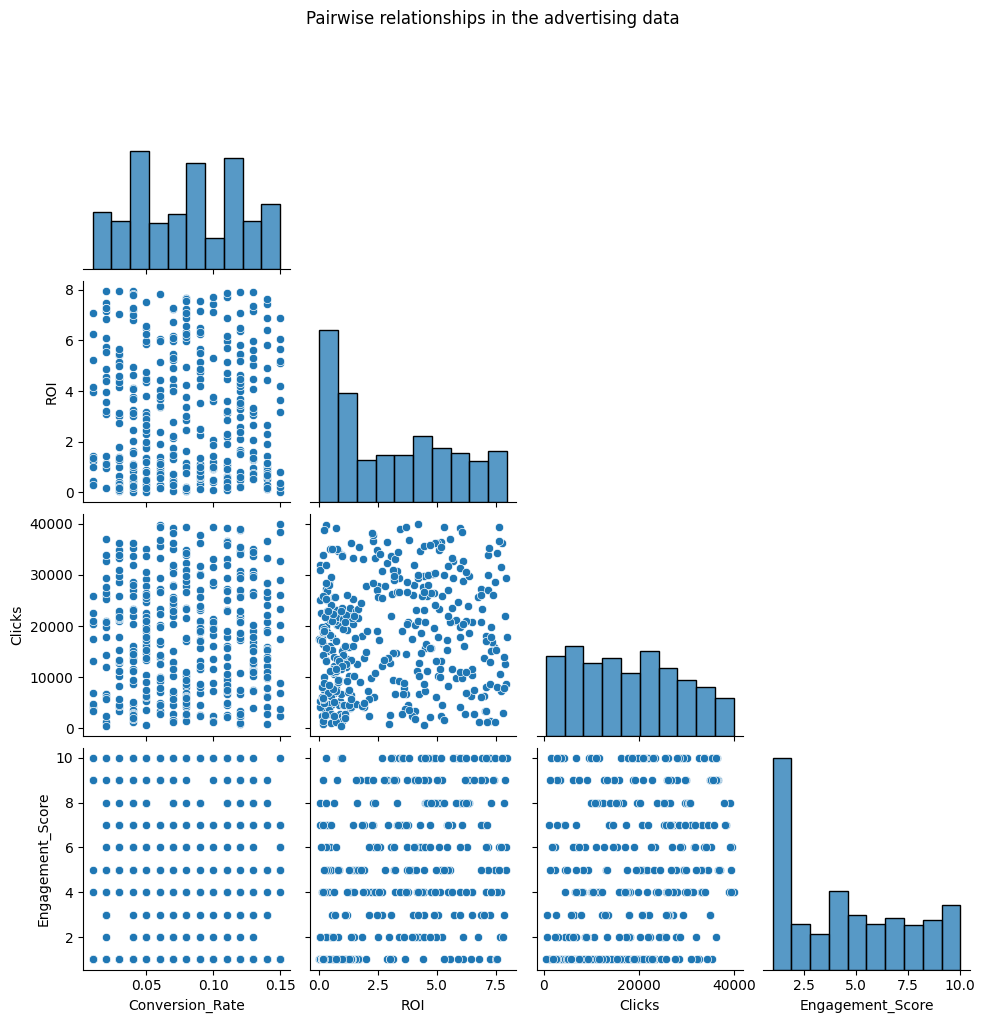 Pairwise relationships in the advertising data
8
6
4
2
0
ROI
40000
30000
20000
10000
0
Clicks
10
8
6
4
2
Engagement_Score
0.05 0.15
0.0 2.5 5.0 7.5
0 20000 40000
2.5 5.0 7.5 10.0
Conversion_Rate ROI Clicks Engagement_Score